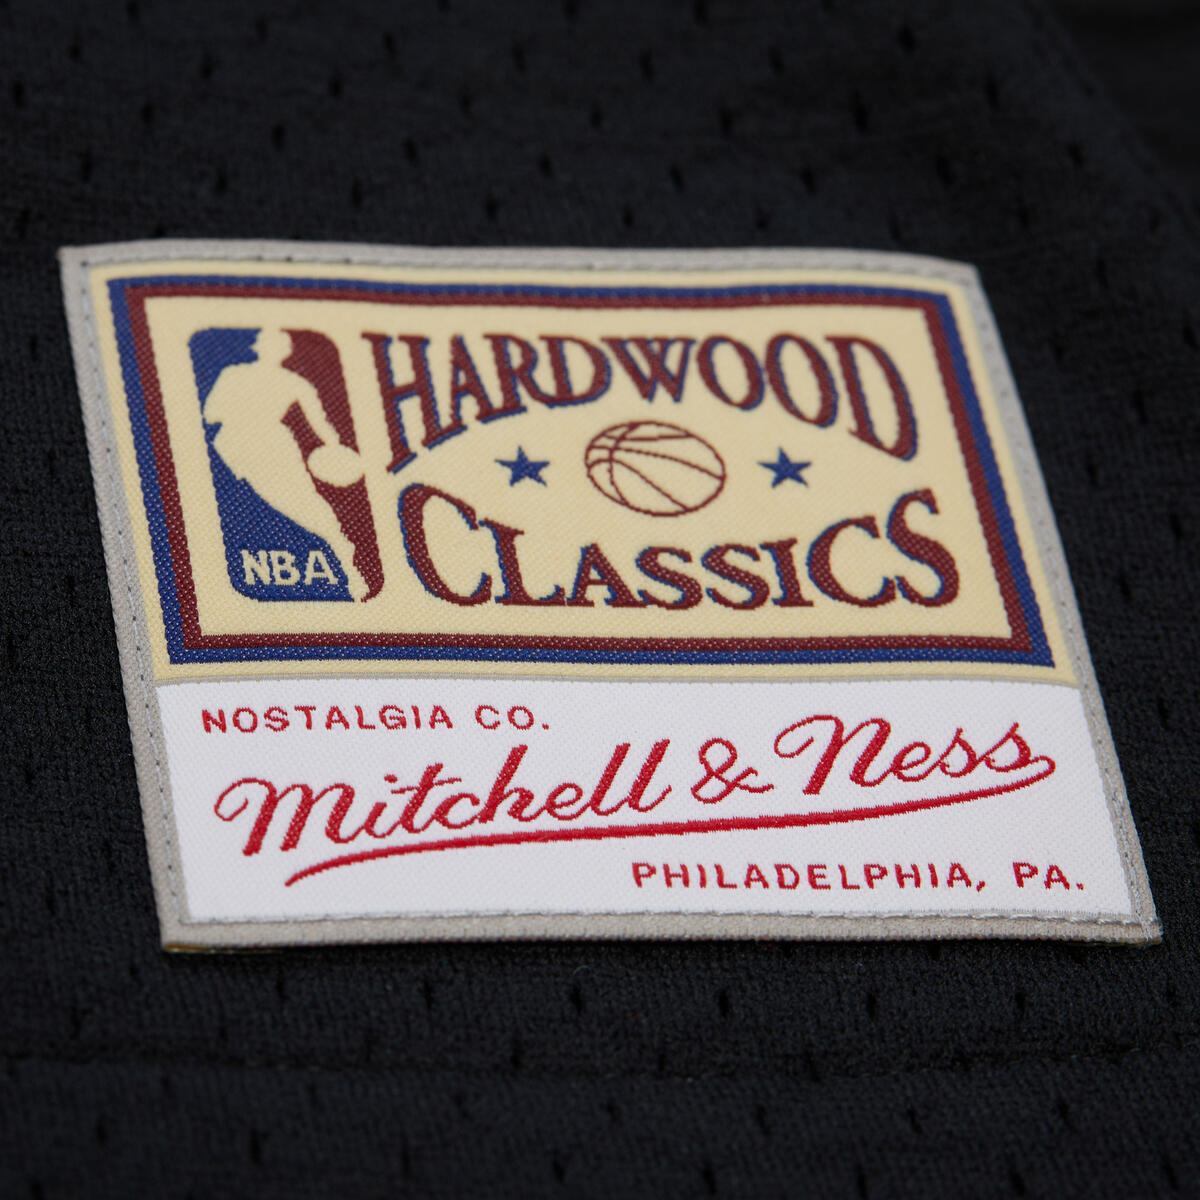 HARDWOOD
CLASSICS
NBA
NOSTALGIA CO.
Mitchell & Ness
PHILADELPHIA, PA.